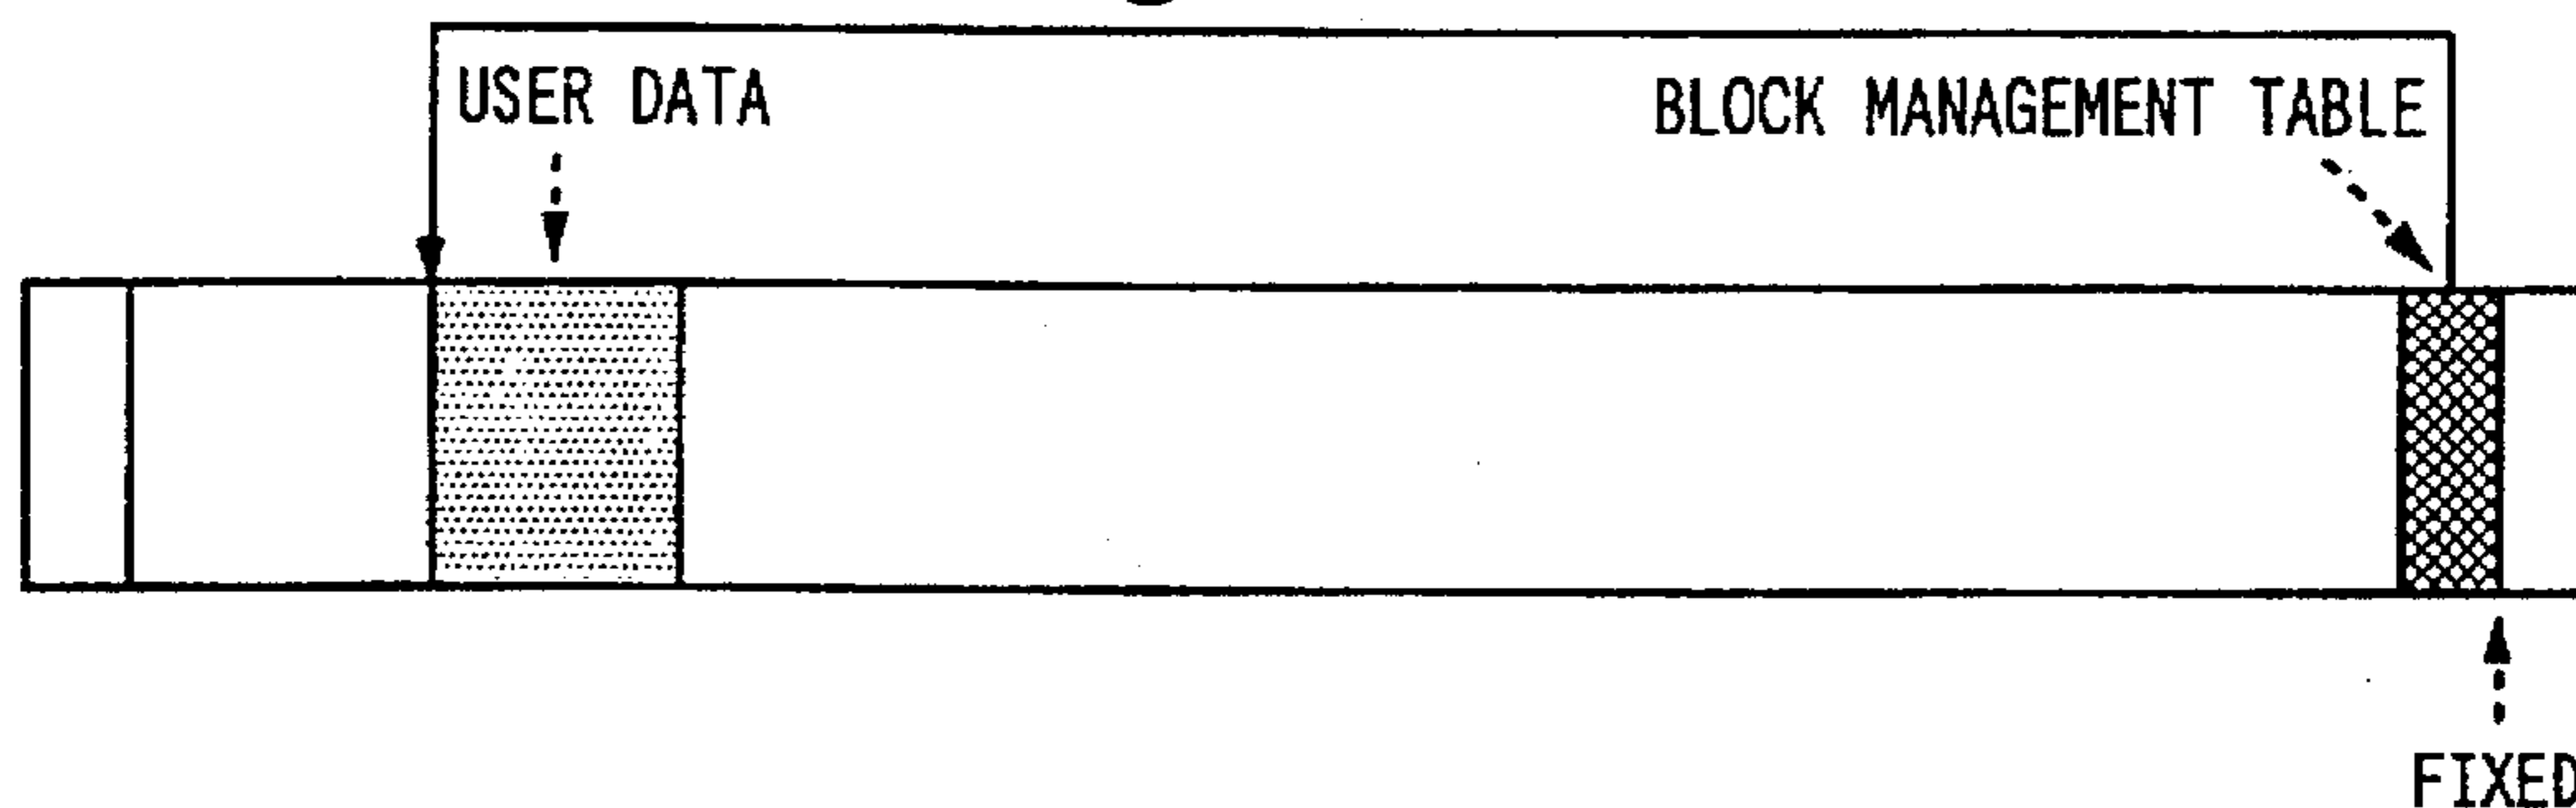 USER DATA
BLOCK MANAGEMENT TABLE
FIXED